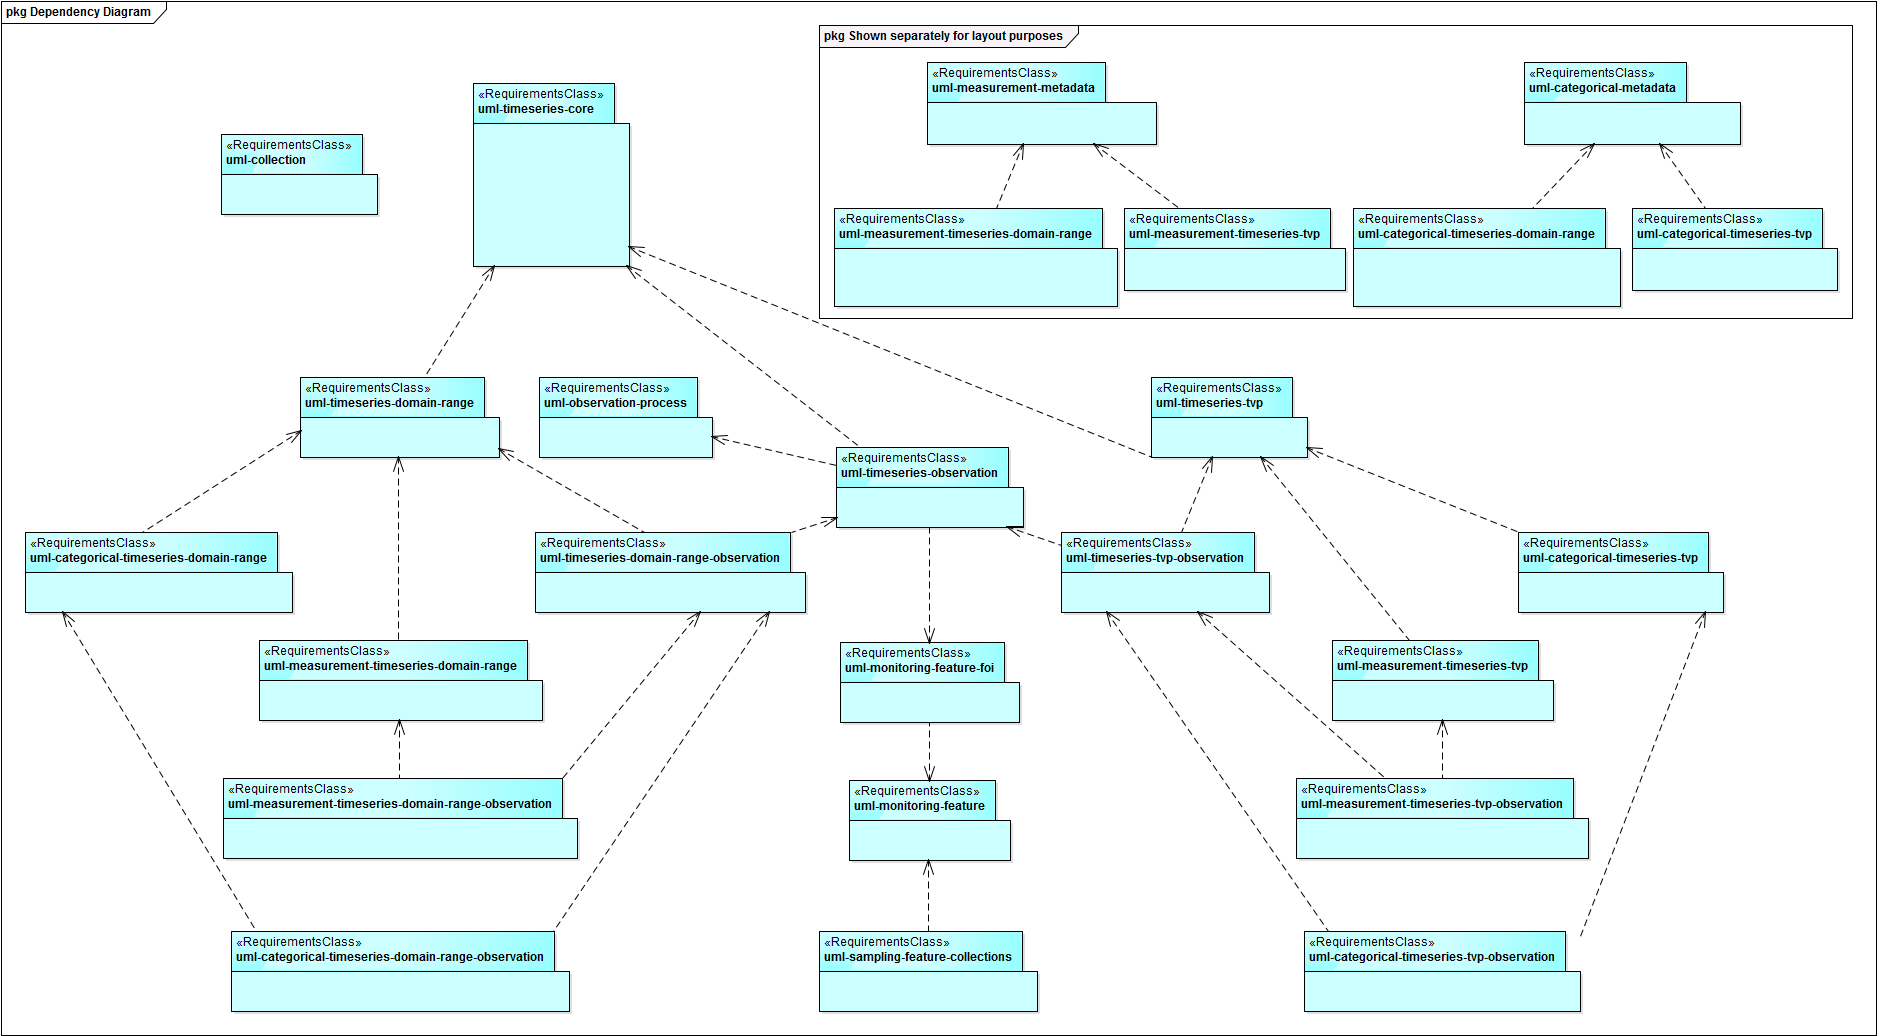 pkg Dependency Diagram
pkg Shown separately for layout purposes
«RequirementsClass»
uml-measurement-metadata
«RequirementsClass»
uml-categorical-metadata
«RequirementsClass»
uml-timeseries-core
«RequirementsClass»
uml-collection
«RequirementsClass»
uml-measurement-timeseries-domain-range
«RequirementsClass»
uml-measurement-timeseries-tvp
«RequirementsClass»
uml-categorical-timeseries-domain-range
«RequirementsClass»
uml-categorical-timeseries-tvp
«RequirementsClass»
uml-timeseries-domain-range
«RequirementsClass»
uml-observation-process
«RequirementsClass»
uml-timeseries-tvp
«RequirementsClass»
uml-timeseries-observation
«RequirementsClass»
uml-categorical-timeseries-domain-range
«RequirementsClass»
uml-timeseries-domain-range-observation
«RequirementsClass»
uml-timeseries-tvp-observation
«RequirementsClass»
uml-categorical-timeseries-tvp
«RequirementsClass»
uml-measurement-timeseries-domain-range
«RequirementsClass»
uml-monitoring-feature-foi
«RequirementsClass»
uml-measurement-timeseries-tvp
«RequirementsClass»
uml-measurement-timeseries-domain-range-observation
«RequirementsClass»
uml-monitoring-feature
«RequirementsClass»
uml-measurement-timeseries-tvp-observation
«RequirementsClass»
uml-categorical-timeseries-domain-range-observation
«RequirementsClass»
uml-sampling-feature-collections
«RequirementsClass»
uml-categorical-timeseries-tvp-observation